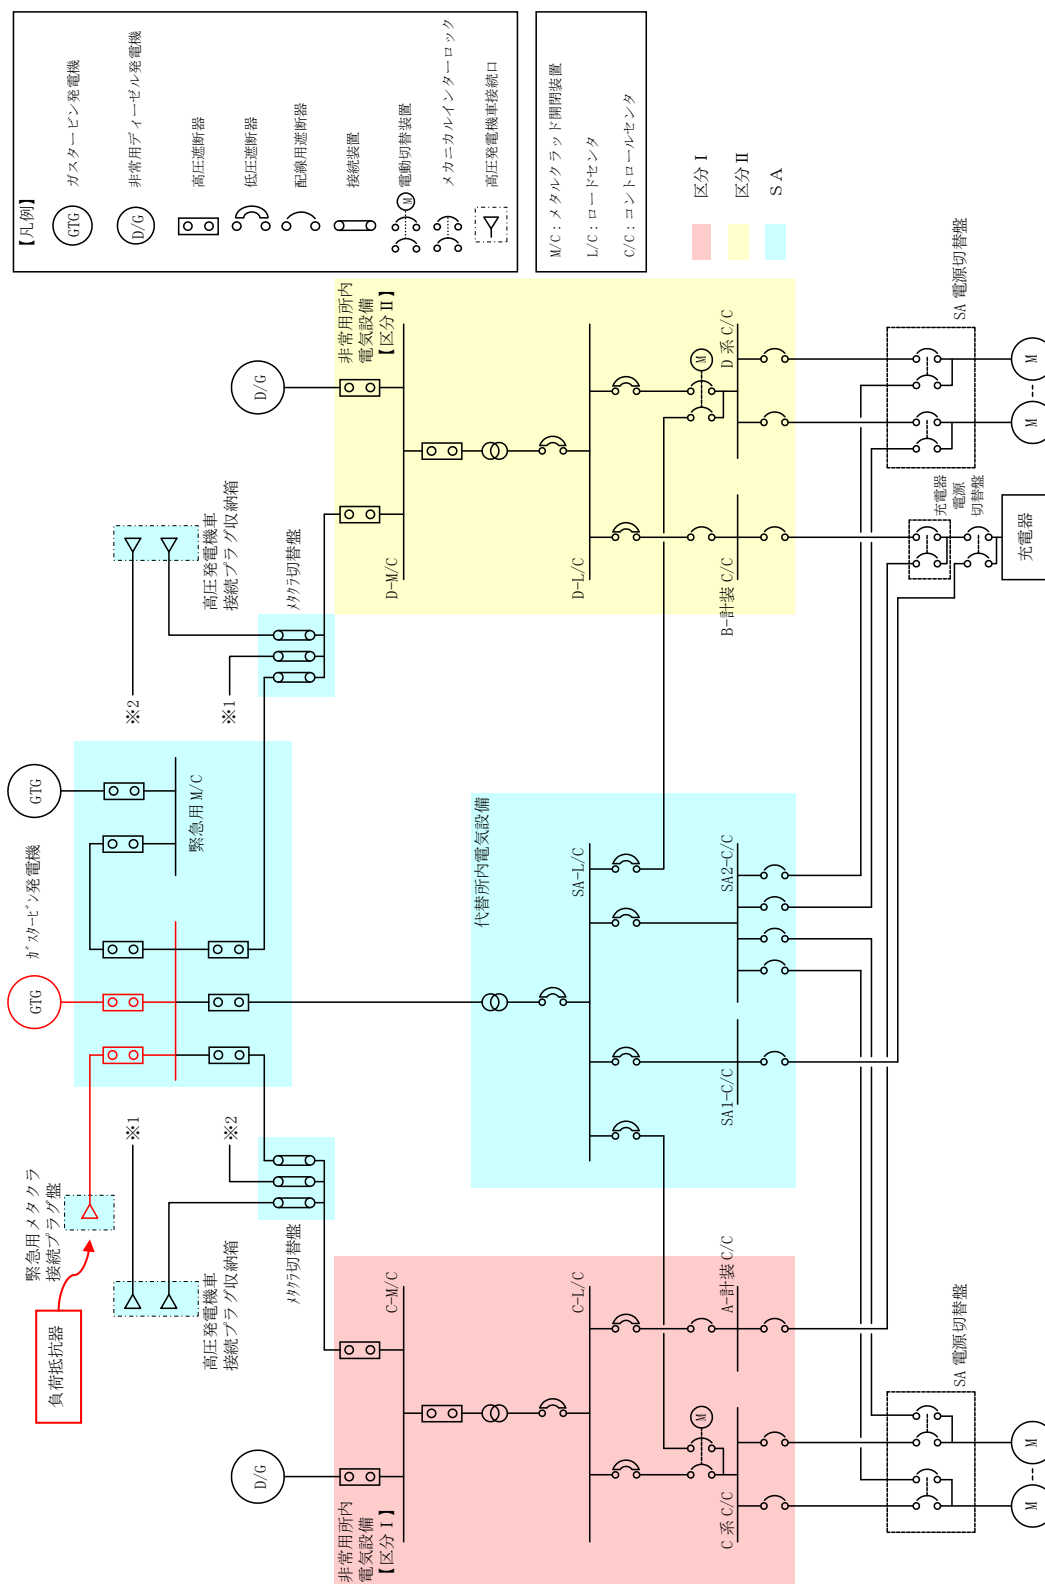 【凡例】
GTG
ガスタービン発電機
D/G
非常用ディーゼル発電機
高圧遮断器
低圧遮断器
配線用遮断器
接続装置
M
電動切替装置
メカニカルインターロック
高圧発電機車接続口
M/C：メタルクラッド開閉装置
L/C：ロードセンタ
C/C：コントロールセンタ
区分Ⅰ
区分Ⅱ
SA
負荷抵抗器
緊急用メタクラ
接続プラグ盤
GTG
ｶﾞｽﾀｰﾋﾞﾝ発電機
GTG
緊急用M/C
※1
※2
高圧発電機車
接続プラグ収納箱
ﾒﾀｸﾗ切替盤
※2
※1
高圧発電機車
接続プラグ収納箱
ﾒﾀｸﾗ切替盤
D/G
非常用所内
電気設備
【区分Ⅰ】
C-M/C
C-L/C
M
C系C/C
A-計装C/C
代替所内電気設備
SA-L/C
SA1-C/C
SA2-C/C
D/G
非常用所内
電気設備
【区分Ⅱ】
D-M/C
D-L/C
M
B-計装C/C
D系C/C
SA電源切替盤
M
M
充電器
電源
切替盤
充電器
SA電源切替盤
M
M